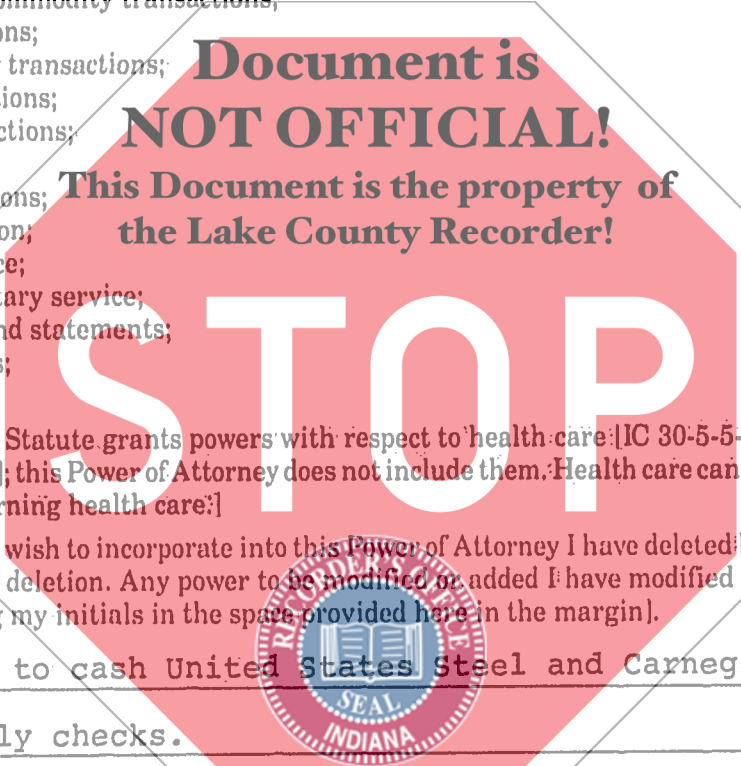 ommodity transactions;
ons;
transactions;
ions;
ctions;
Document is
NOT OFFICIAL!
This Document is the property of
the Lake County Recorder!
ons;
on;
ce;
ary service;
nd statements;
s;
STOP
Statute grants powers with respect to health care [IC 30-5-5-
]; this Power of Attorney does not include them. Health care can
rning health care.]
wish to incorporate into this Power of Attorney I have deleted
deletion. Any power to be modified or added I have modified
my initials in the space provided here in the margin].
to cash United States Steel and Carneg
ly checks.
RECORDER'S OFFICE
SEAL
INDIANA